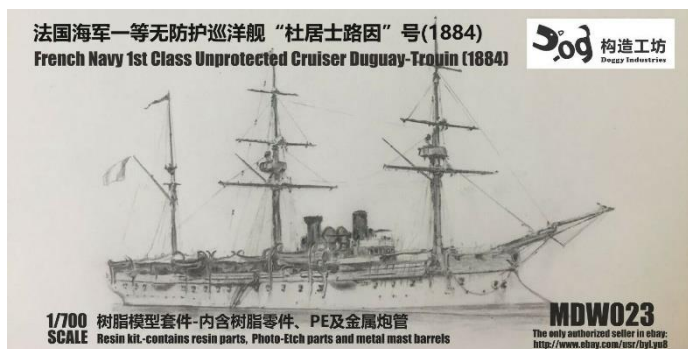 法国海军一等无防护巡洋舰“杜居士路因”号(1884)
French Navy 1st Class Unprotected Cruiser Duguay-Trouin (1884)
Dog 构造工坊
Doggy Industries
1/700 树脂模型套件-内含树脂零件、PE及金属炮管
SCALE Resin kit.-contains resin parts, Photo-Etch parts and metal mast barrels
MDW023
The only authorized seller in ebay:
http://www.ebay.com/usr/byLyu8